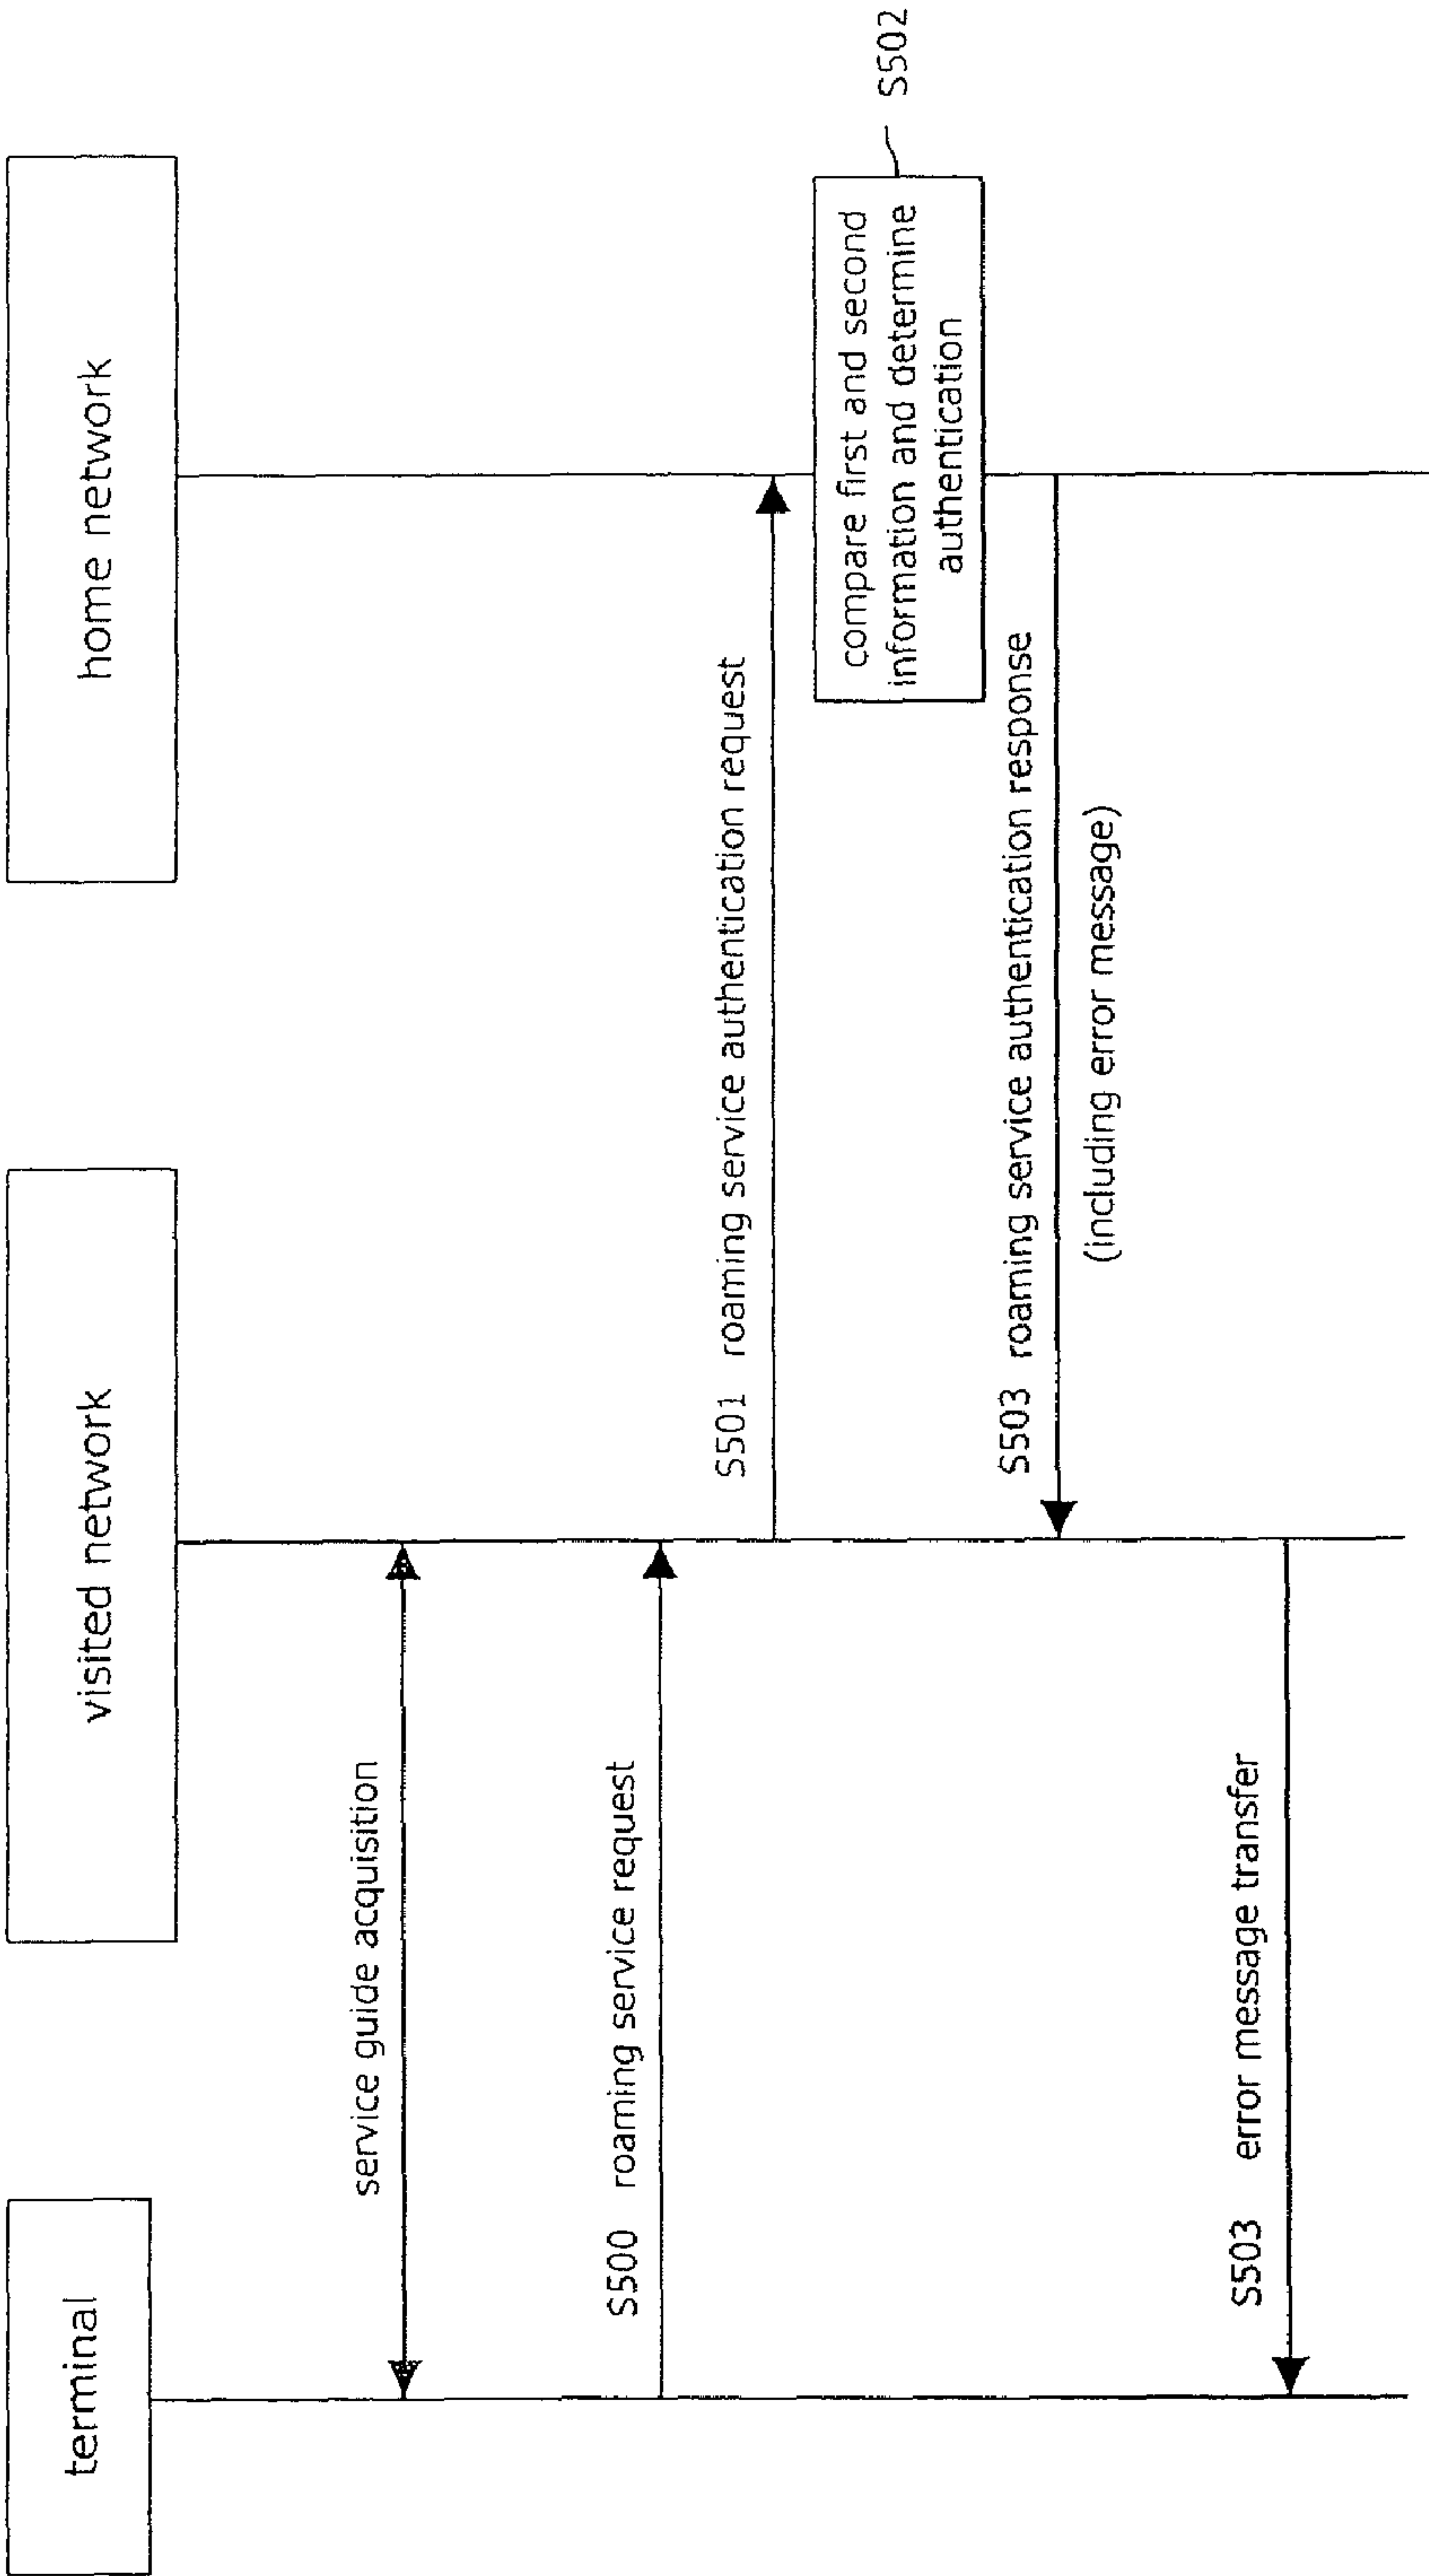 terminal
visited network
home network
service guide acquisition
S500 roaming service request
S501 roaming service authentication request
compare first and second
information and determine
authentication
S502
S503 roaming service authentication response
(including error message)
S503 error message transfer